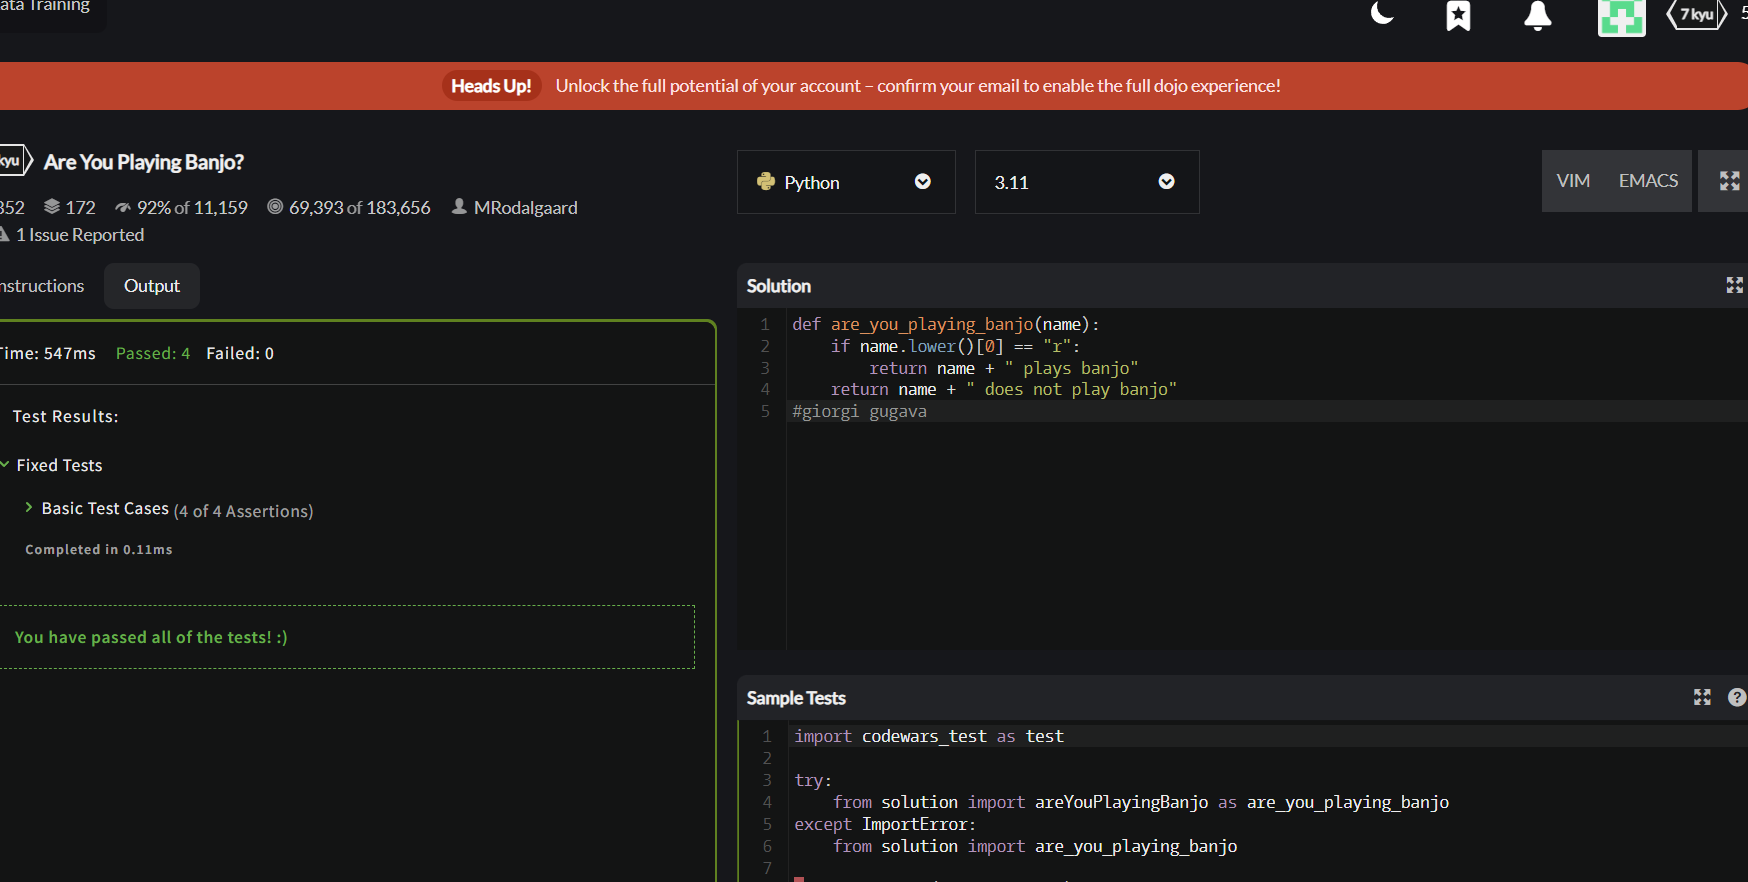 ata Training
7 kyu
Heads Up! Unlock the full potential of your account – confirm your email to enable the full dojo experience!
kyu Are You Playing Banjo?
352 172 92% of 11,159 69,393 of 183,656 MRodalgaard
1 Issue Reported
Python 3.11 VIM EMACS
nstructions Output
Time: 547ms Passed: 4 Failed: 0
Test Results:
Fixed Tests
Basic Test Cases (4 of 4 Assertions)
Completed in 0.11ms
You have passed all of the tests! :)
Solution
1 def are_you_playing_banjo(name):
2 if name.lower()[0] == "r":
3 return name + " plays banjo"
4 return name + " does not play banjo"
5 #giorgi gugava
Sample Tests
?
1 import codewars_test as test
2
3 try:
4 from solution import areYouPlayingBanjo as are_you_playing_banjo
5 except ImportError:
6 from solution import are_you_playing_banjo
7